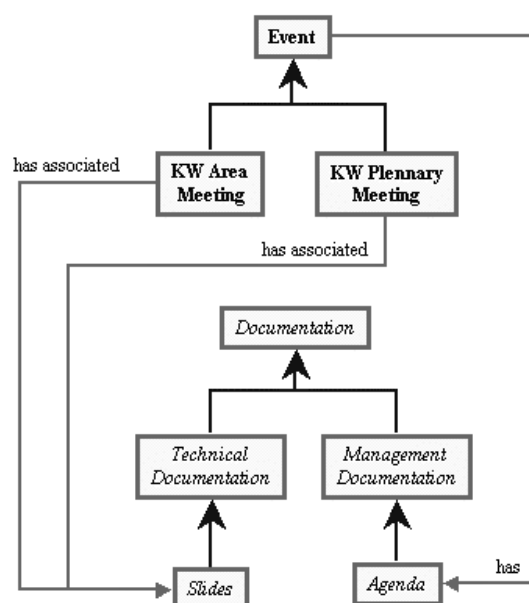 Event
has associated
KW Area
Meeting
KW Plennary
Meeting
has associated
Documentation
Technical
Documentation
Management
Documentation
Slides
Agenda
has